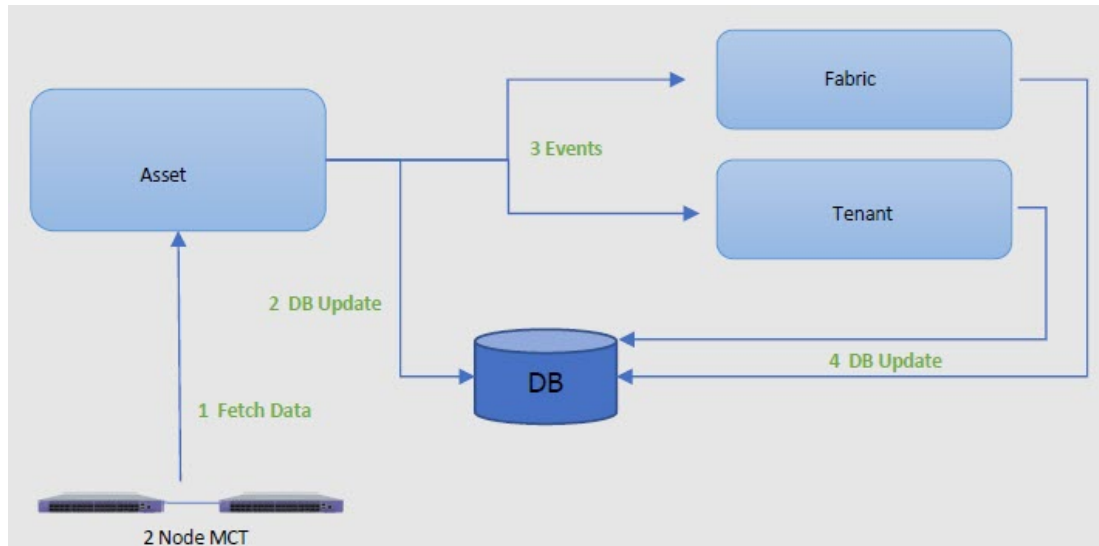 Fabric
3 Events
Asset
Tenant
2 DB Update
4 DB Update
DB
1 Fetch Data
2 Node MCT